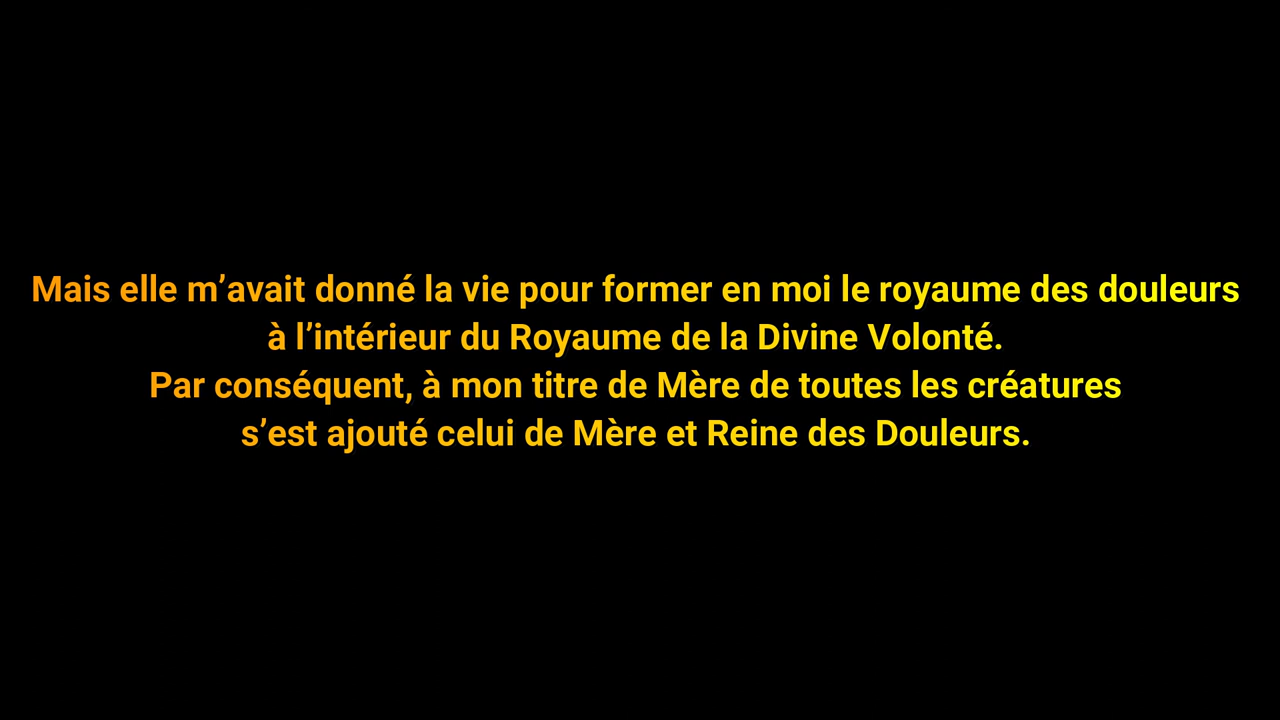 Mais elle m’avait donné la vie pour former en moi le royaume des douleurs
à l’intérieur du Royaume de la Divine Volonté.
Par conséquent, à mon titre de Mère de toutes les créatures
s’est ajouté celui de Mère et Reine des Douleurs.